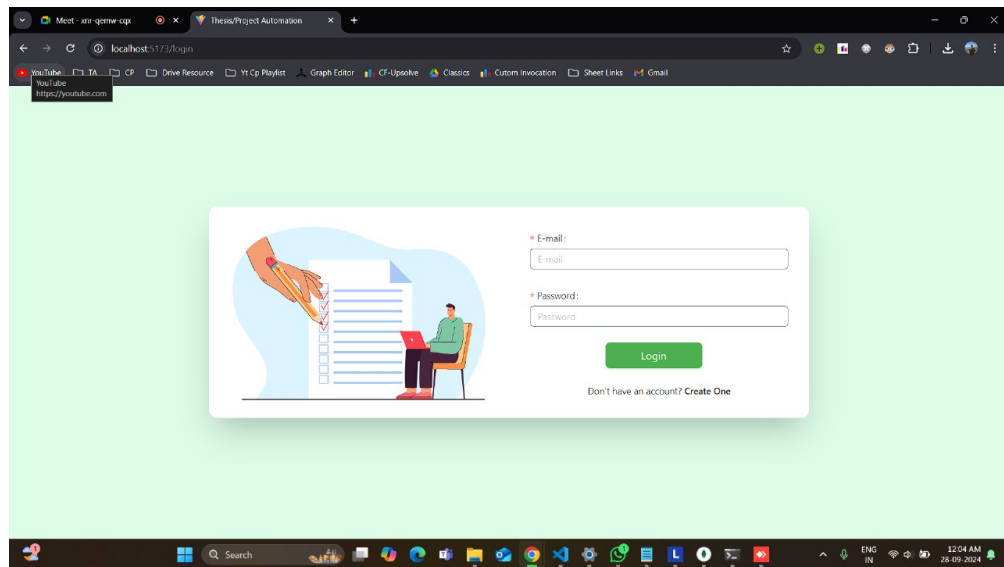 Meet - xnr-qemw-cqx
Thesis/Project Automation
localhost:5173/login
YouTube
TA
CP
Drive Resource
Yt Cp Playlist
Graph Editor
CF-Upsolve
Classics
Cutom Invocation
Sheet Links
Gmail
YouTube
https://youtube.com
* E-mail:
E-mail
* Password:
Password
Login
Don't have an account? Create One
Search
ENG
IN
12:04 AM
28-09-2024